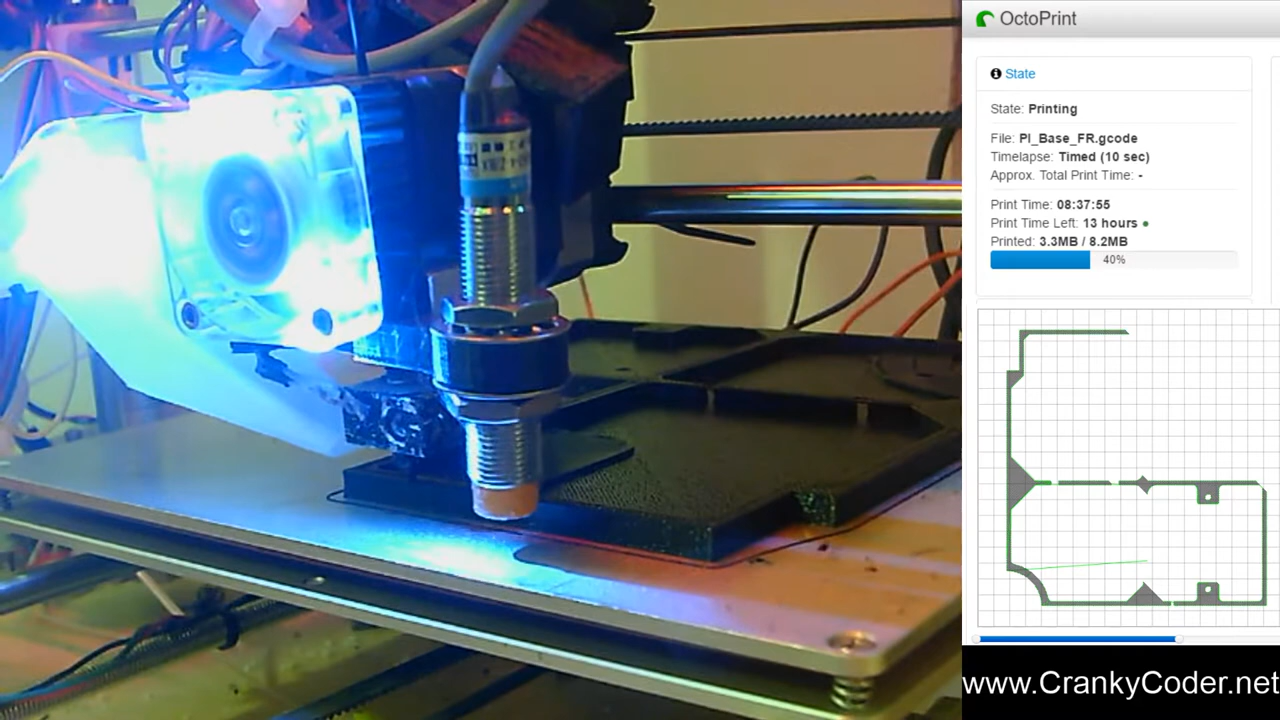 OctoPrint
State
State: Printing
File: PI_Base_FR.gcode
Timelapse: Timed (10 sec)
Approx. Total Print Time: -
Print Time: 08:37:55
Print Time Left: 13 hours
Printed: 3.3MB / 8.2MB
40%
www.CrankyCoder.net